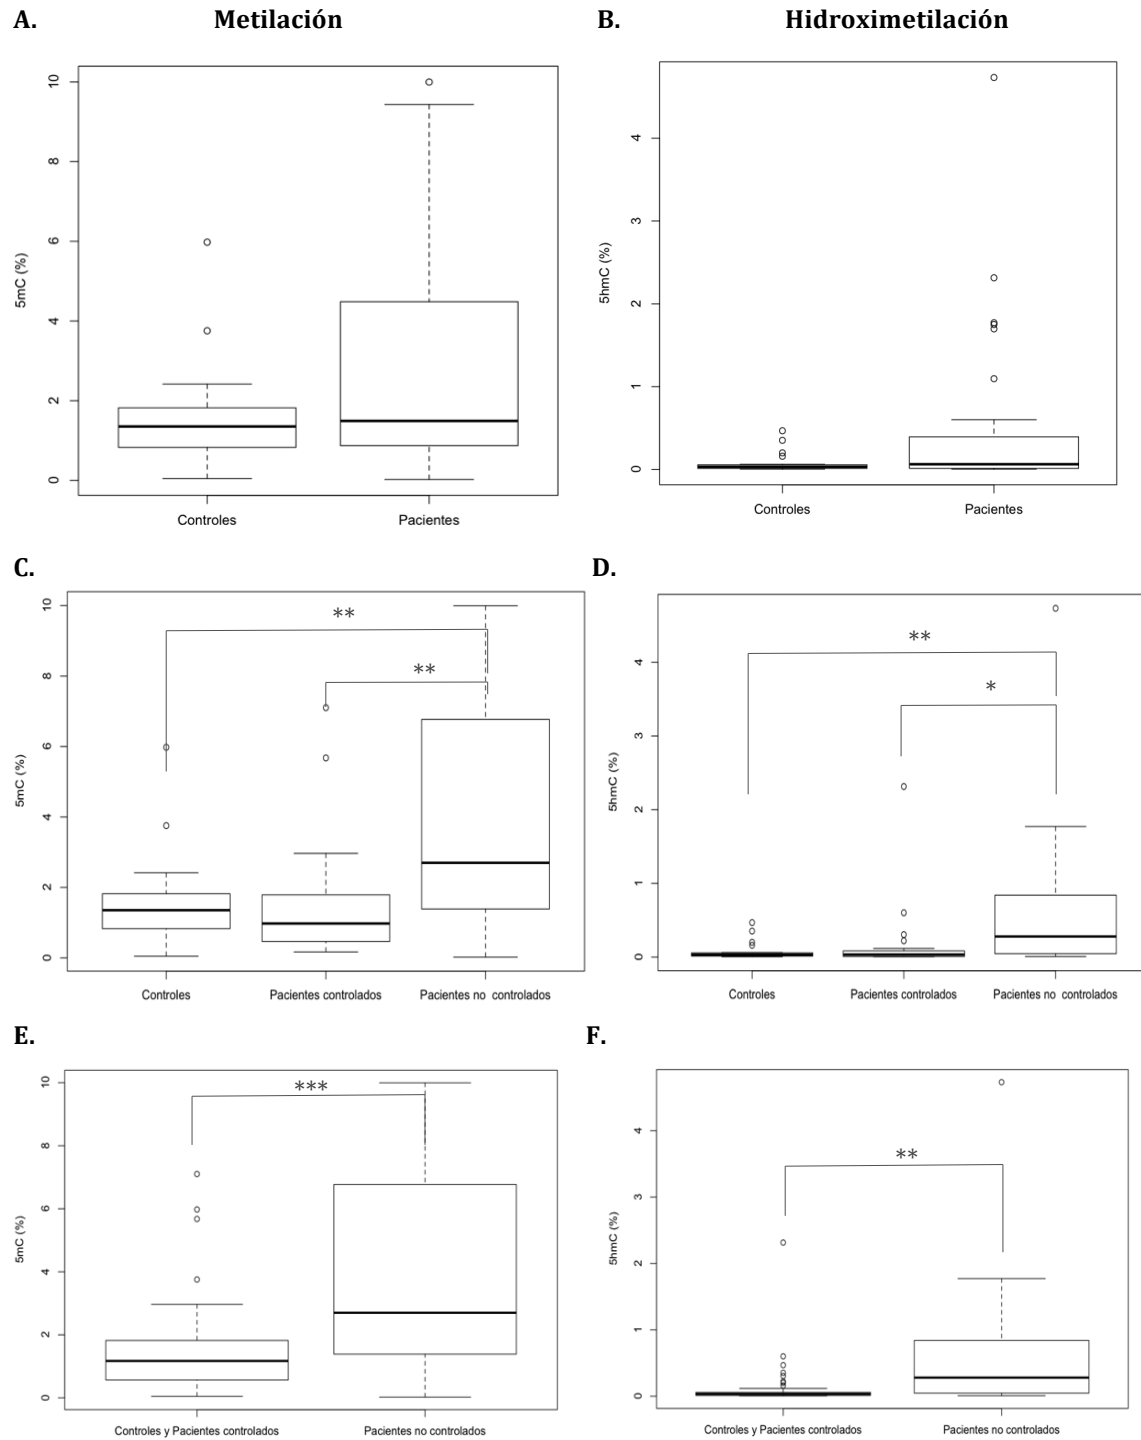 A. Metilación
B. Hidroximetilación
10
8
6
4
2
0
5mC (%)
Controles Pacientes
4
3
2
1
0
5hmC (%)
Controles Pacientes
C.
10
8
6
4
2
0
5mC (%)
**
**
Controles Pacientes controlados Pacientes no controlados
D.
4
3
2
1
0
5hmC (%)
**
*
Controles Pacientes controlados Pacientes no controlados
E.
10
8
6
4
2
0
5mC (%)
***
Controles y Pacientes controlados Pacientes no controlados
F.
4
3
2
1
0
5hmC (%)
**
Controles y Pacientes controlados Pacientes no controlados